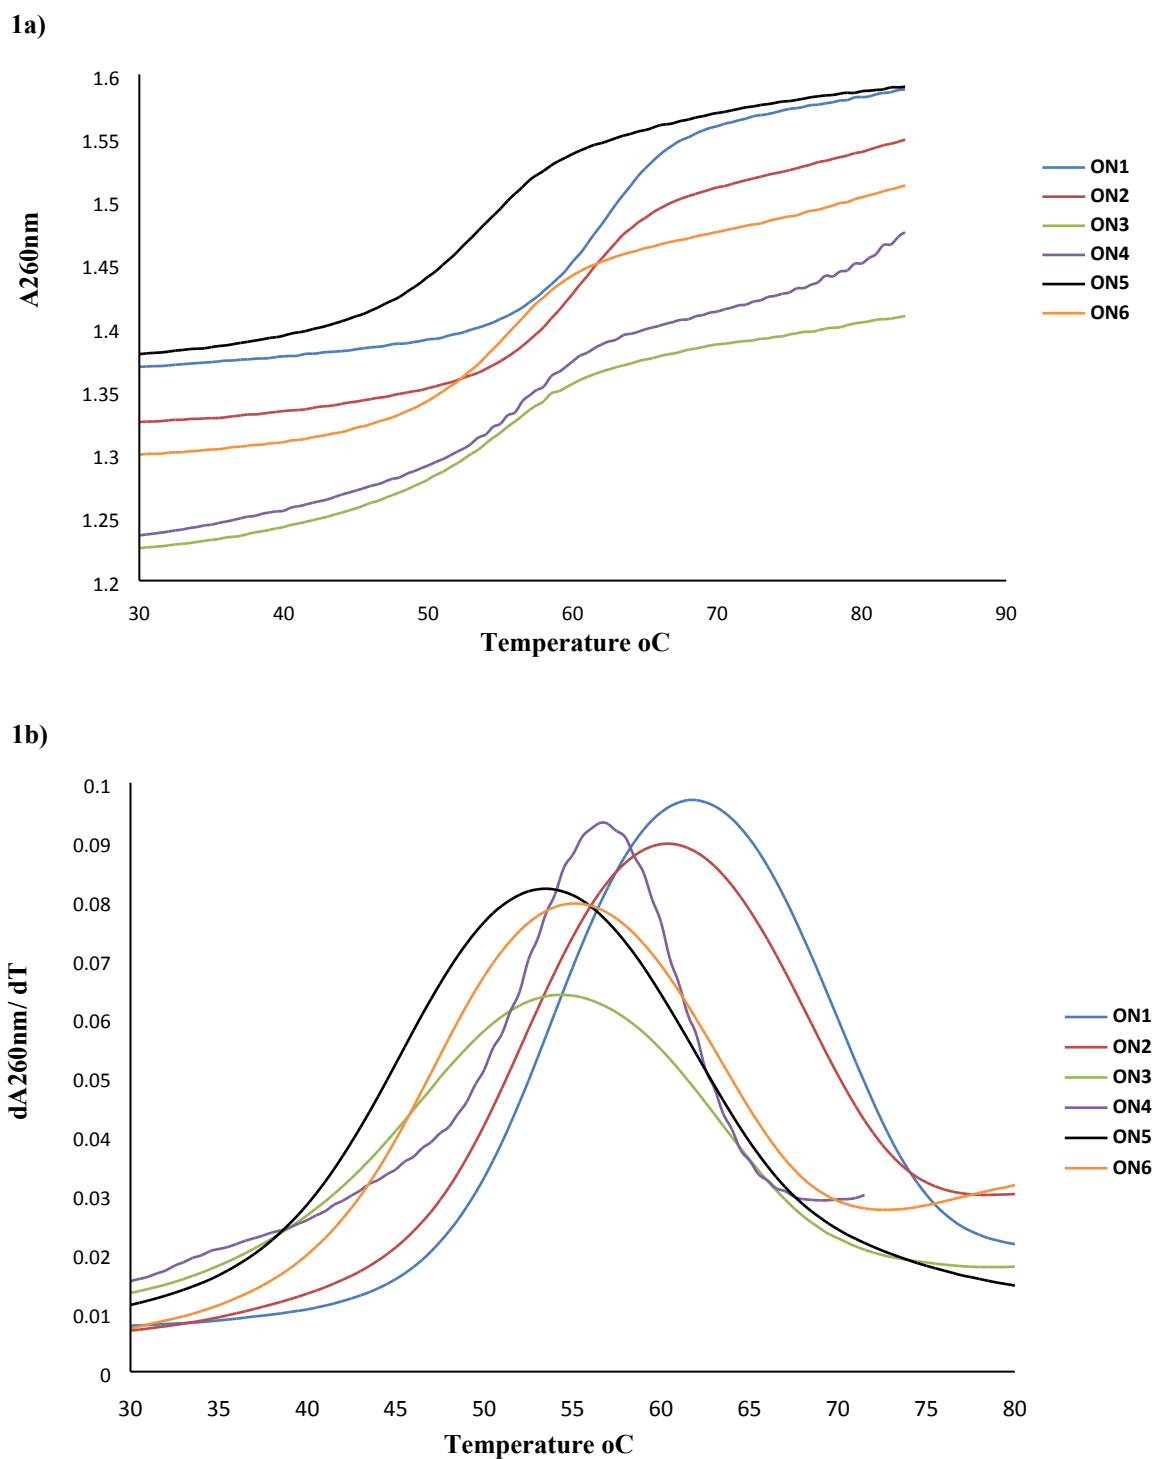 1a)
1.6
1.55
1.5
1.45
1.4
1.35
1.3
1.25
1.2
A260nm
30 40 50 60 70 80 90
Temperature oC
ON1
ON2
ON3
ON4
ON5
ON6
1b)
0.1
0.09
0.08
0.07
0.06
0.05
0.04
0.03
0.02
0.01
0
dA260nm/ dT
30 35 40 45 50 55 60 65 70 75 80
Temperature oC
ON1
ON2
ON3
ON4
ON5
ON6